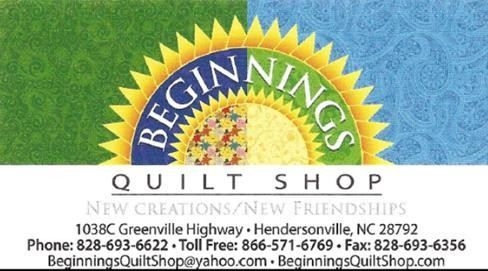 BEGINNINGS
QUILT SHOP
NEW CREATIONS/NEW FRIENDSHIPS
1038C Greenville Highway • Hendersonville, NC 28792
Phone: 828-693-6622 • Toll Free: 866-571-6769 • Fax: 828-693-6356
BeginningsQuiltShop@yahoo.com • BeginningsQuiltShop.com